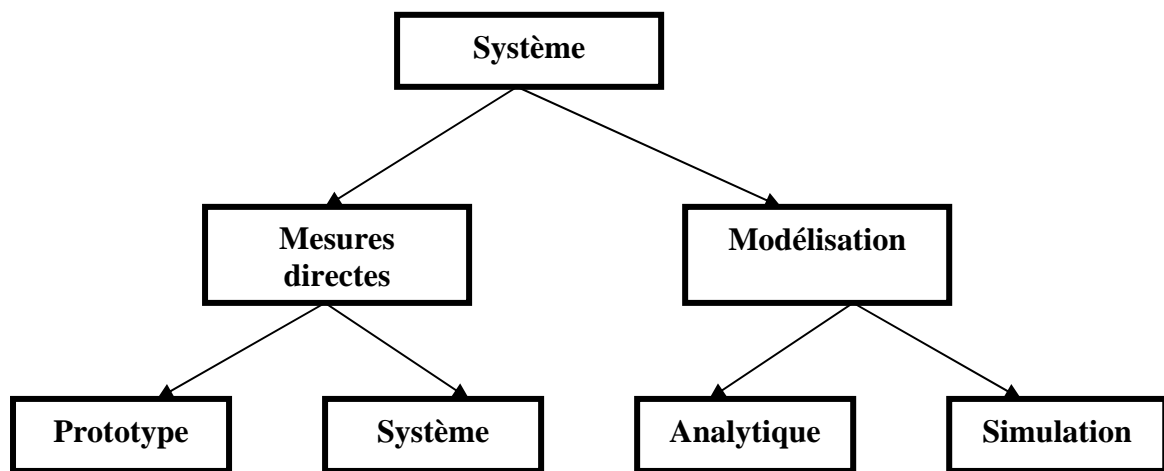 Système
Mesures
directes
Modélisation
Prototype
Système
Analytique
Simulation